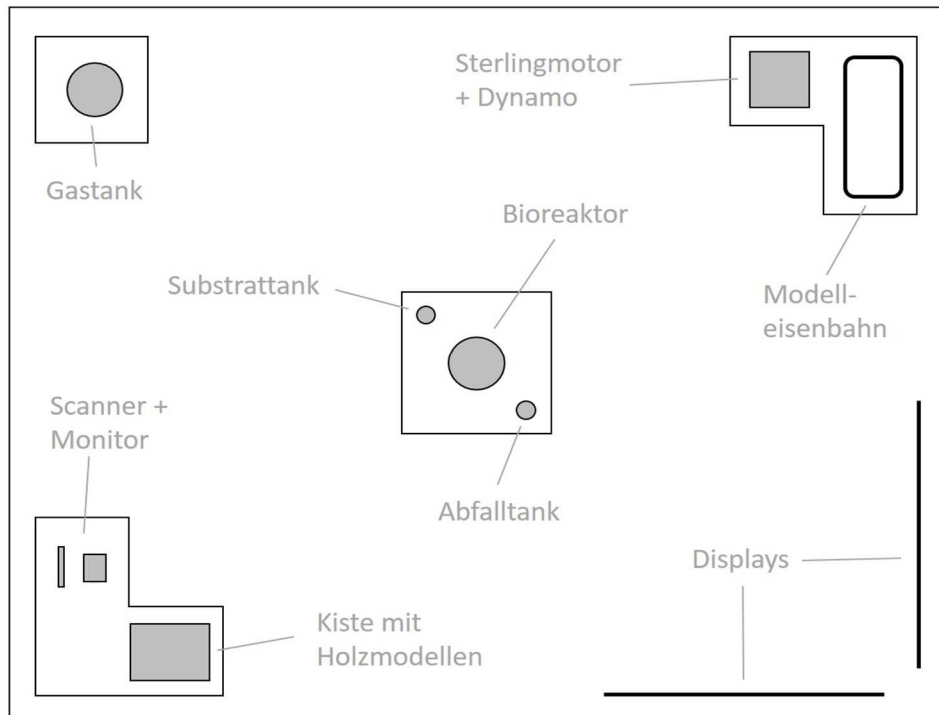 Sterlingmotor
+ Dynamo
Gastank
Bioreaktor
Substrattank
Modell-
eisenbahn
Scanner +
Monitor
Abfalltank
Displays
Kiste mit
Holzmodellen